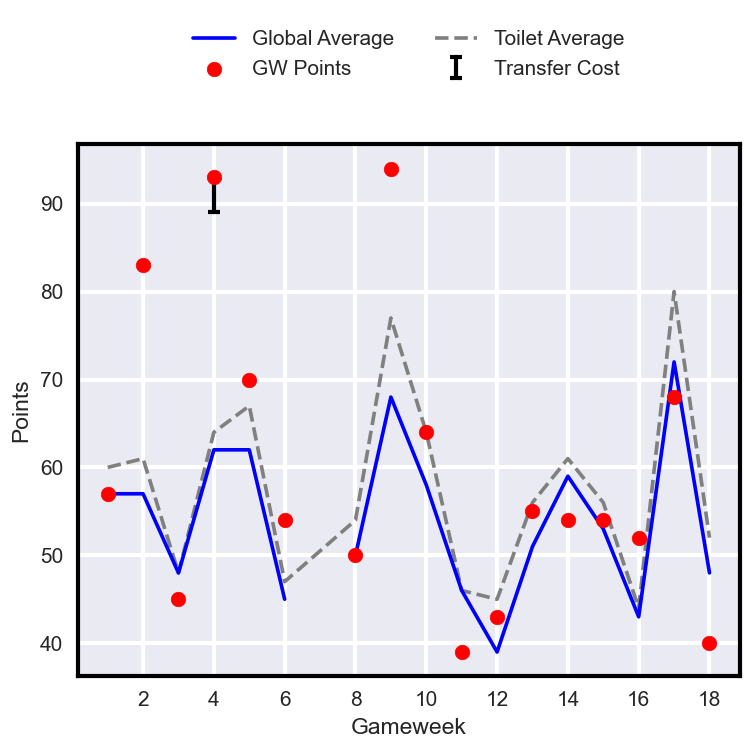 Global Average
Toilet Average
GW Points
Transfer Cost
90
80
70
60
50
40
Points
2 4 6 8 10 12 14 16 18
Gameweek